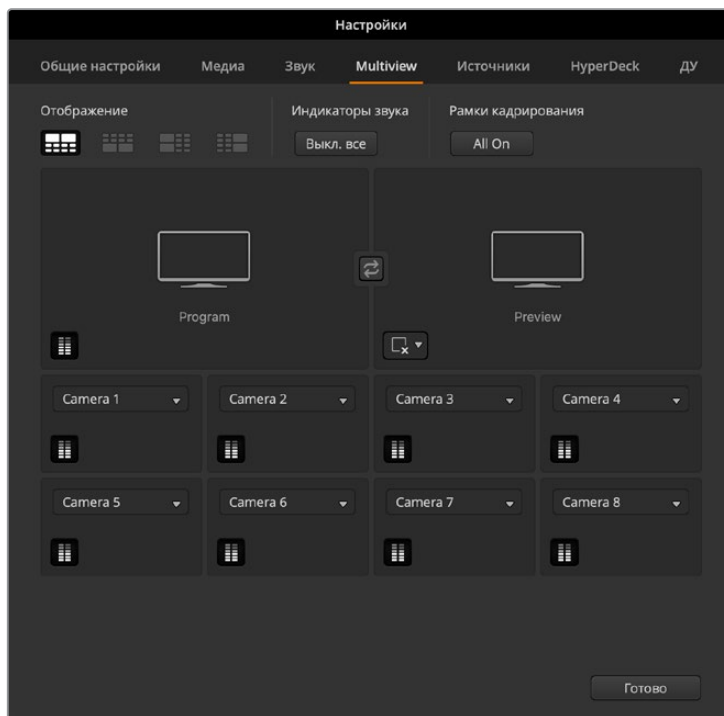 Настройки
Общие настройки Медиа Звук Multiview Источники HyperDeck ДУ
Отображение Индикаторы звука Рамки кадрирования
Выкл. все All On
Program Preview
Camera 1 Camera 2 Camera 3 Camera 4
Camera 5 Camera 6 Camera 7 Camera 8
Готово